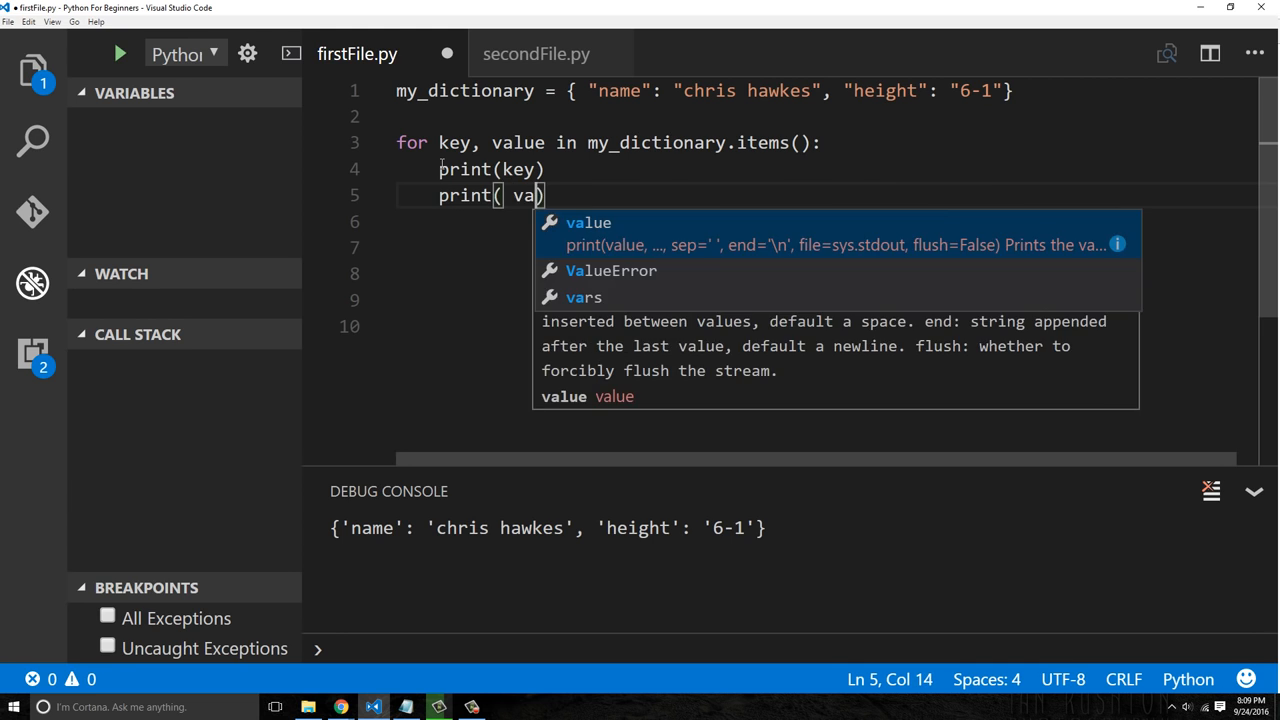 ● firstFile.py - Python For Beginners - Visual Studio Code
File Edit View Go Help
Python
firstFile.py
secondFile.py
VARIABLES
WATCH
CALL STACK
BREAKPOINTS
All Exceptions
Uncaught Exceptions
1
2
1 my_dictionary = { "name": "chris hawkes", "height": "6-1"}
2
3 for key, value in my_dictionary.items():
4 print(key)
5 print( va)
6
7
8
9
10
value
print(value, ..., sep=' ', end='\n', file=sys.stdout, flush=False) Prints the va...
ValueError
vars
inserted between values, default a space. end: string appended
after the last value, default a newline. flush: whether to
forcibly flush the stream.
value value
DEBUG CONSOLE
{'name': 'chris hawkes', 'height': '6-1'}
0 0 Ln 5, Col 14 Spaces: 4 UTF-8 CRLF Python
I'm Cortana. Ask me anything.
8:09 PM
9/24/2016